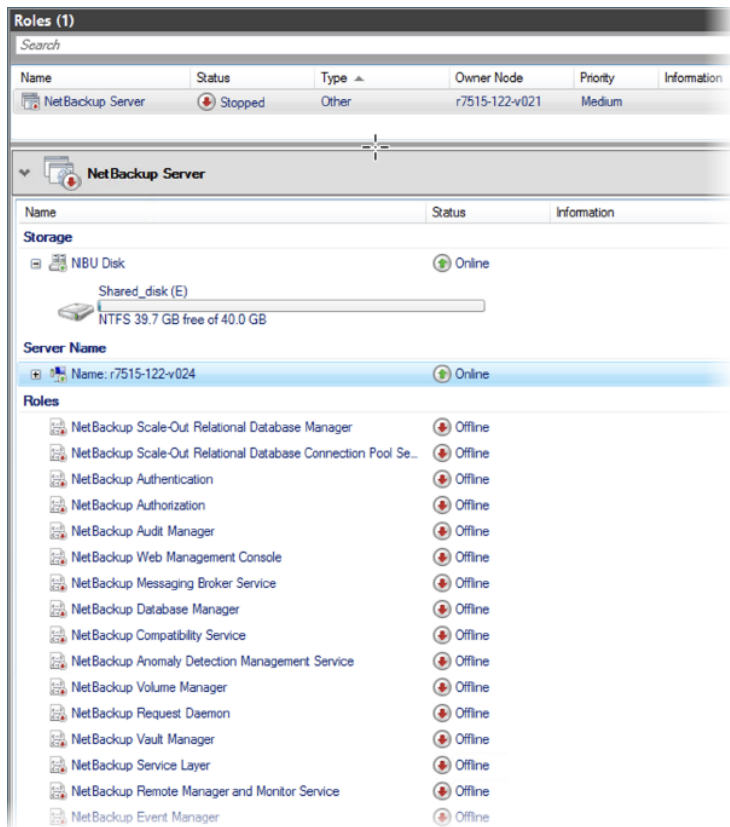 Roles (1)
Search
Name Status Type Owner Node Priority Information
NetBackup Server Stopped Other r7515-122-v021 Medium
NetBackup Server
Name Status Information
Storage
NBU Disk Online
Shared_disk (E)
NTFS 39.7 GB free of 40.0 GB
Server Name
Name: r7515-122-v024 Online
Roles
NetBackup Scale-Out Relational Database Manager Offline
NetBackup Scale-Out Relational Database Connection Pool Se... Offline
NetBackup Authentication Offline
NetBackup Authorization Offline
NetBackup Audit Manager Offline
NetBackup Web Management Console Offline
NetBackup Messaging Broker Service Offline
NetBackup Database Manager Offline
NetBackup Compatibility Service Offline
NetBackup Anomaly Detection Management Service Offline
NetBackup Volume Manager Offline
NetBackup Request Daemon Offline
NetBackup Vault Manager Offline
NetBackup Service Layer Offline
NetBackup Remote Manager and Monitor Service Offline
NetBackup Event Manager Offline